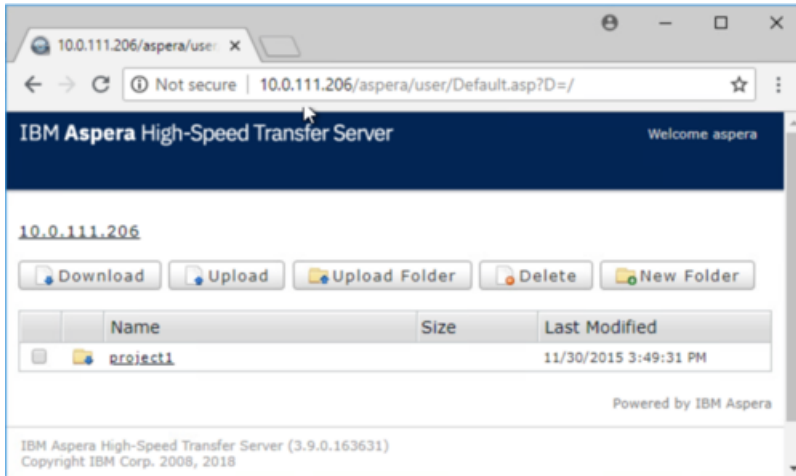 10.0.111.206/aspera/user
Not secure | 10.0.111.206/aspera/user/Default.asp?D=/
IBM Aspera High-Speed Transfer Server
Welcome aspera
10.0.111.206
Download Upload Upload Folder Delete New Folder
Name Size Last Modified
project1 11/30/2015 3:49:31 PM
Powered by IBM Aspera
IBM Aspera High-Speed Transfer Server (3.9.0.163631)
Copyright IBM Corp. 2008, 2018